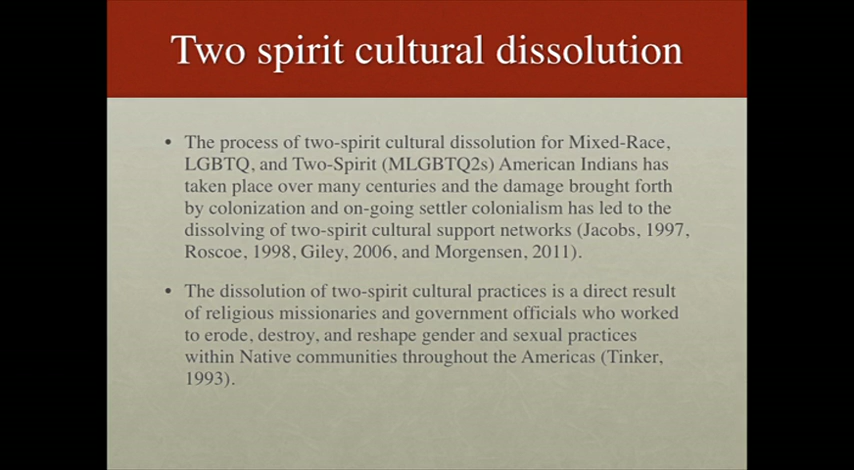 Two spirit cultural dissolution
• The process of two-spirit cultural dissolution for Mixed-Race,
LGBTQ, and Two-Spirit (MLGBTQ2s) American Indians has
taken place over many centuries and the damage brought forth
by colonization and on-going settler colonialism has led to the
dissolving of two-spirit cultural support networks (Jacobs, 1997,
Roscoe, 1998, Giley, 2006, and Morgensen, 2011).
• The dissolution of two-spirit cultural practices is a direct result
of religious missionaries and government officials who worked
to erode, destroy, and reshape gender and sexual practices
within Native communities throughout the Americas (Tinker,
1993).